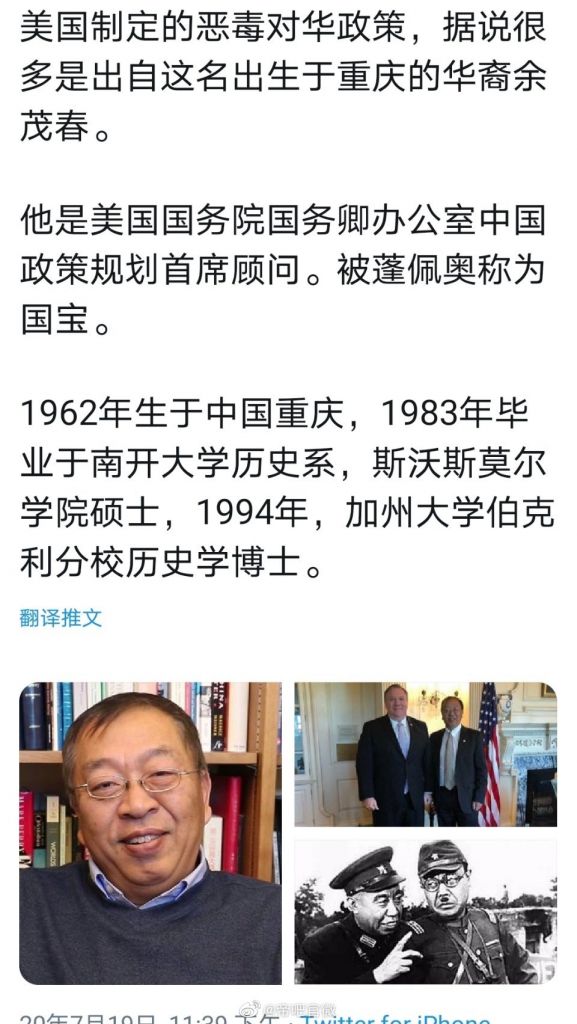 美国制定的恶毒对华政策，据说很
多是出自这名出生于重庆的华裔余
茂春。
他是美国国务院国务卿办公室中国
政策规划首席顾问。被蓬佩奥称为
国宝。
1962年生于中国重庆，1983年毕
业于南开大学历史系，斯沃斯莫尔
学院硕士，1994年，加州大学伯克
利分校历史学博士。
翻译推文
CHINA
20年7月19日 11:39 下午 · Twitter for iPhone
@帝吧官微